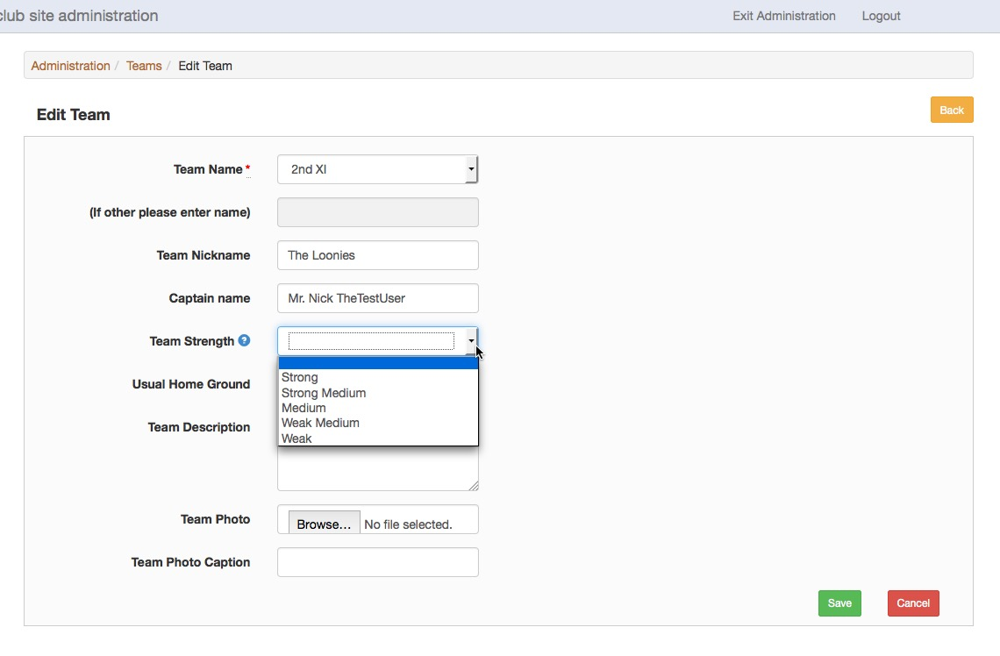 club site administration Exit Administration Logout
Administration / Teams / Edit Team
Edit Team Back
Team Name * 2nd XI
(If other please enter name)
Team Nickname The Loonies
Captain name Mr. Nick TheTestUser
Team Strength ?
Usual Home Ground
Team Description
Strong
Strong Medium
Medium
Weak Medium
Weak
Team Photo Browse... No file selected.
Team Photo Caption
Save Cancel